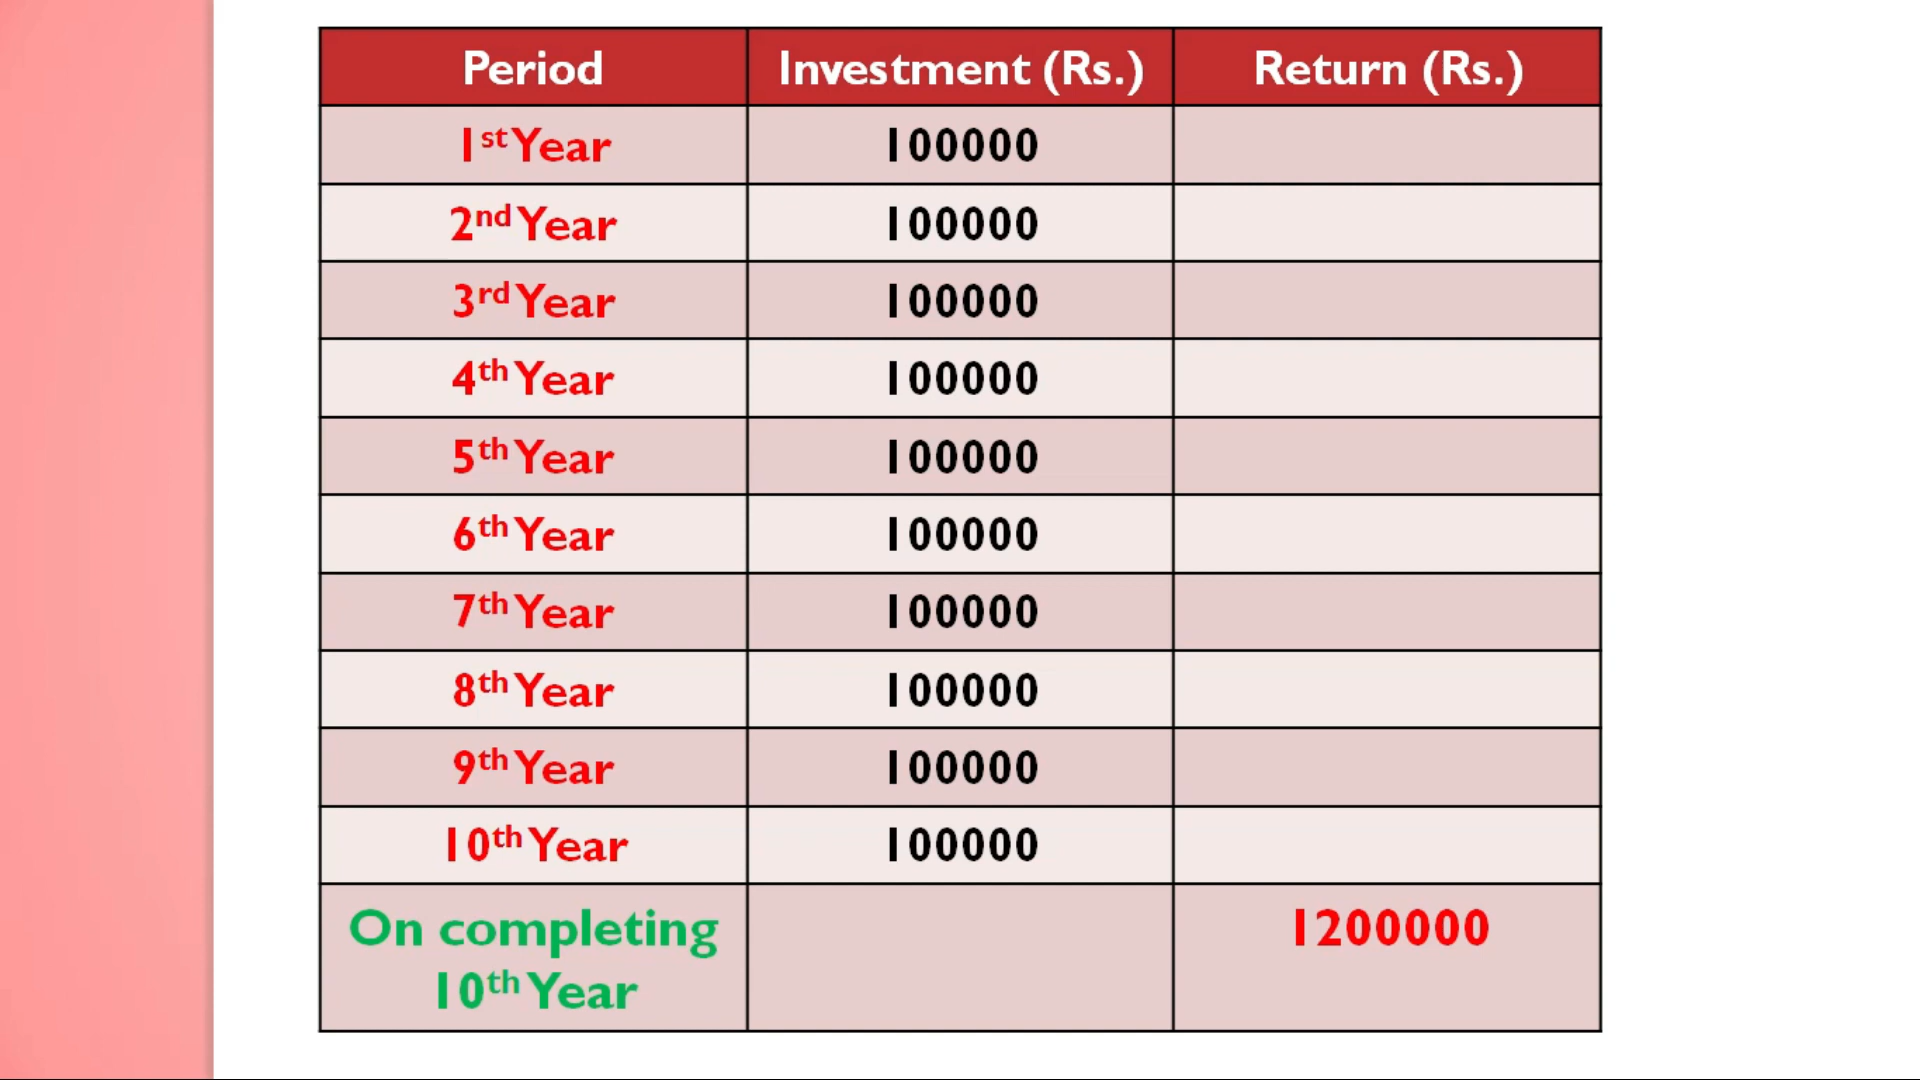 Period Investment (Rs.) Return (Rs.)
1st Year 100000
2nd Year 100000
3rd Year 100000
4th Year 100000
5th Year 100000
6th Year 100000
7th Year 100000
8th Year 100000
9th Year 100000
10th Year 100000
On completing 1200000
10th Year